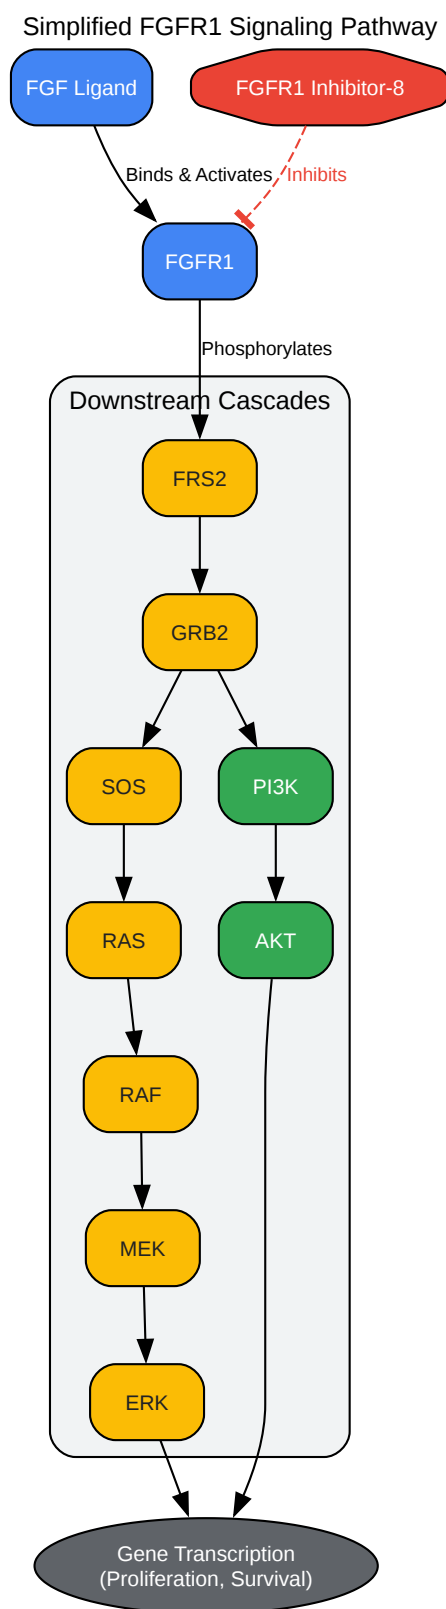 Simplified FGFR1 Signaling Pathway
FGF Ligand
FGFR1 Inhibitor-8
Binds & Activates
Inhibits
FGFR1
Phosphorylates
Downstream Cascades
FRS2
GRB2
SOS
PI3K
RAS
AKT
RAF
MEK
ERK
Gene Transcription
(Proliferation, Survival)